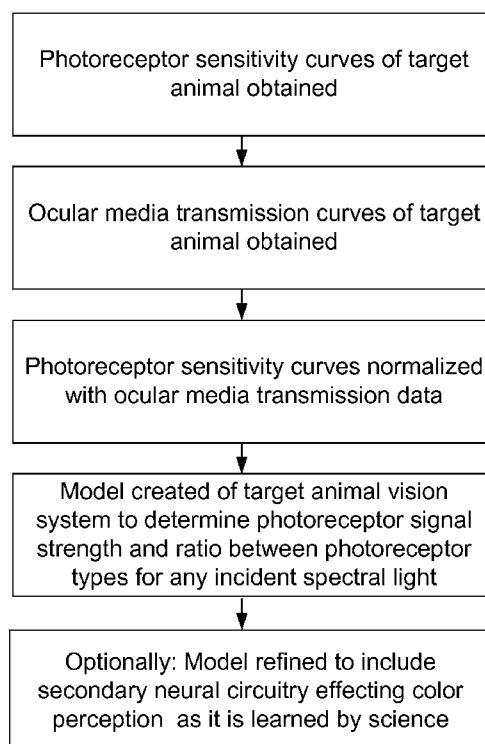 Photoreceptor sensitivity curves of target
animal obtained
Ocular media transmission curves of target
animal obtained
Photoreceptor sensitivity curves normalized
with ocular media transmission data
Model created of target animal vision
system to determine photoreceptor signal
strength and ratio between photoreceptor
types for any incident spectral light
Optionally: Model refined to include
secondary neural circuitry effecting color
perception as it is learned by science